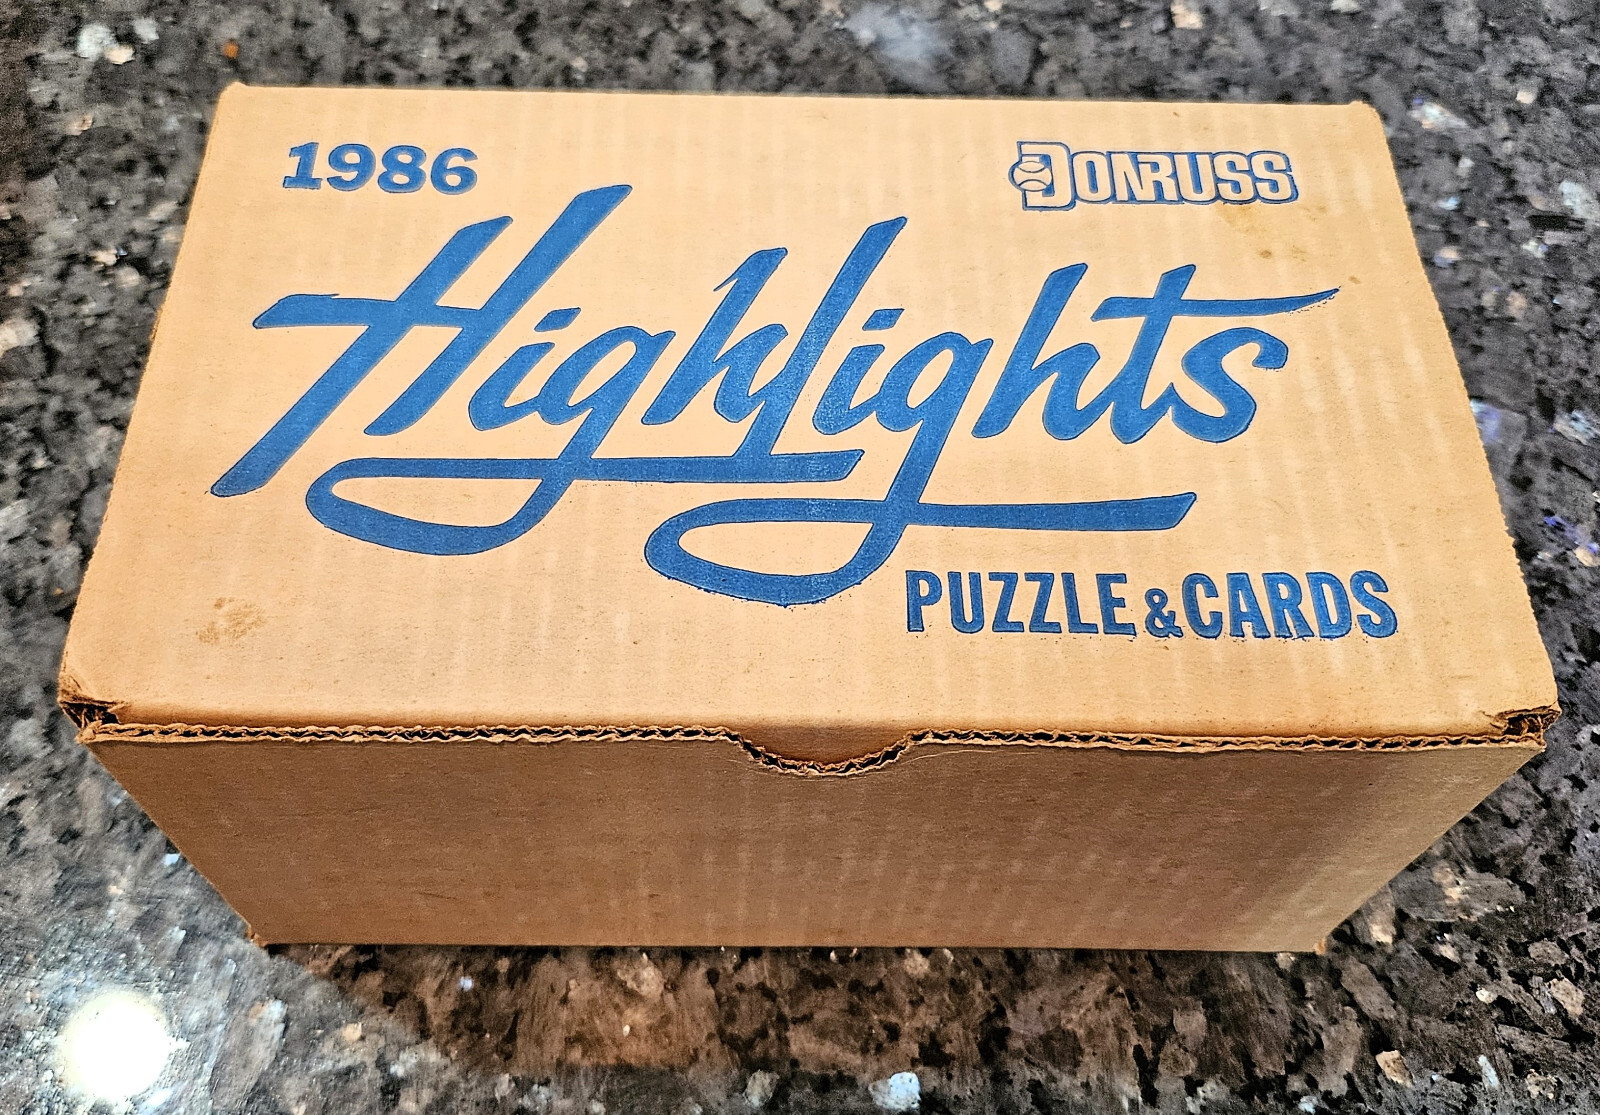 1986
DONRUSS
Highlights
PUZZLE & CARDS